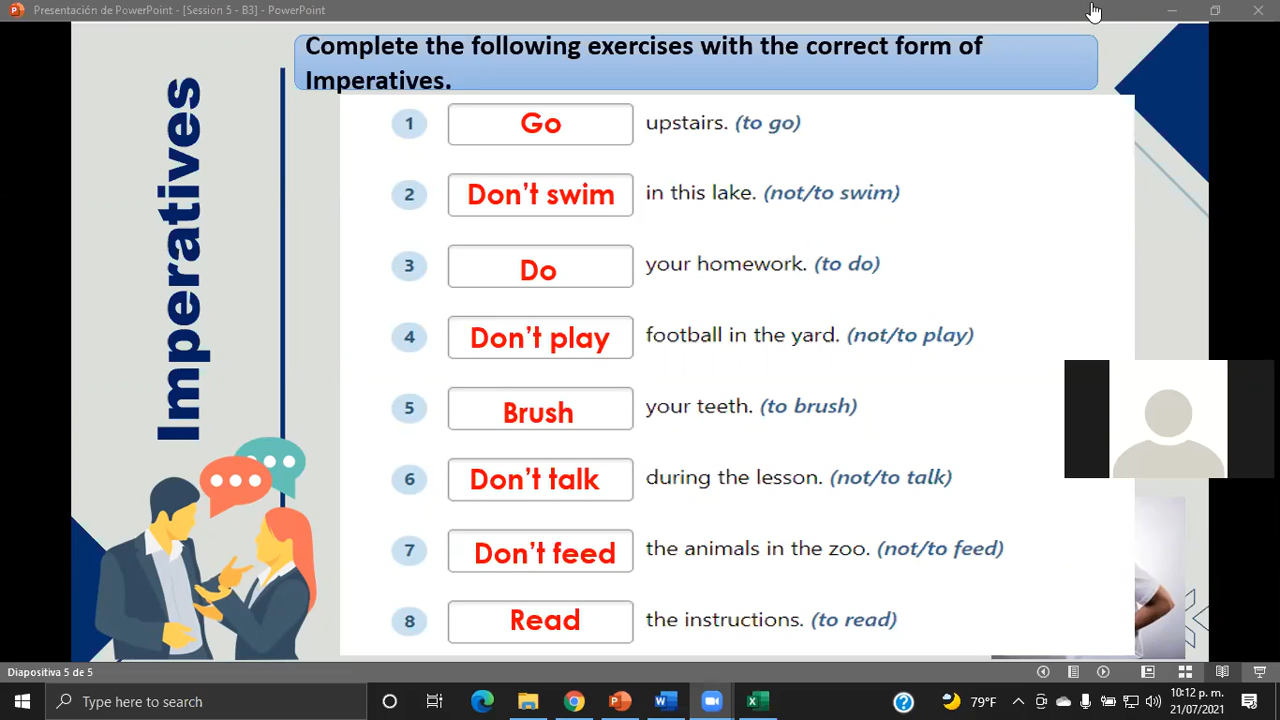 Presentación de PowerPoint - [Session 5 - B3] - PowerPoint
Complete the following exercises with the correct form of
Imperatives.
Imperatives
1 Go upstairs. (to go)
2 Don't swim in this lake. (not/to swim)
3 Do your homework. (to do)
4 Don't play football in the yard. (not/to play)
5 Brush your teeth. (to brush)
6 Don't talk during the lesson. (not/to talk)
7 Don't feed the animals in the zoo. (not/to feed)
8 Read the instructions. (to read)
Diapositiva 5 de 5
Type here to search
79°F
10:12 p. m.
21/07/2021